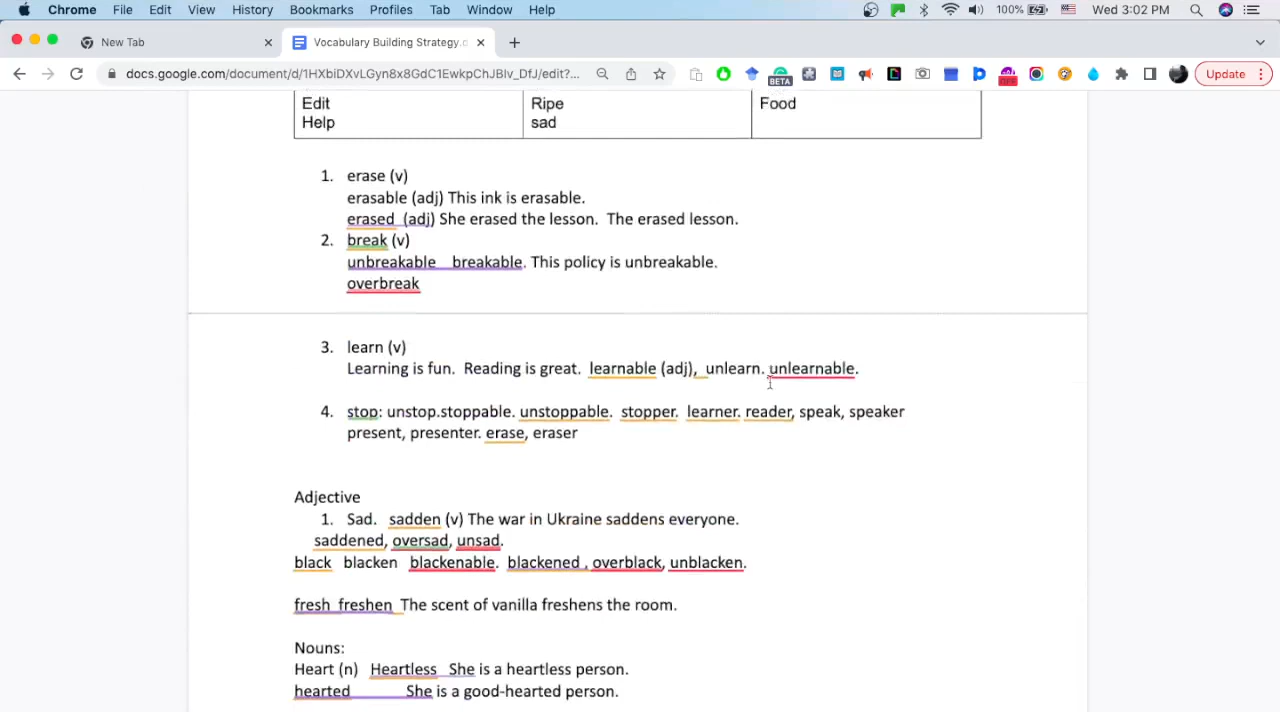 Chrome File Edit View History Bookmarks Profiles Tab Window Help 100% Wed 3:02 PM
New Tab Vocabulary Building Strategy.
docs.google.com/document/d/1HXbiDXvLGyn8x8GdC1EwkpChJBIv_DfJ/edit?... BETA OFF Update
Edit Ripe Food
Help sad
1. erase (v)
erasable (adj) This ink is erasable.
erased (adj) She erased the lesson. The erased lesson.
2. break (v)
unbreakable breakable. This policy is unbreakable.
overbreak
3. learn (v)
Learning is fun. Reading is great. learnable (adj), unlearn. unlearnable.
4. stop: unstop.stoppable. unstoppable. stopper. learner. reader, speak, speaker
present, presenter. erase, eraser
Adjective
1. Sad. sadden (v) The war in Ukraine saddens everyone.
saddened, oversad, unsad.
black blacken blackenable. blackened , overblack, unblacken.
fresh freshen The scent of vanilla freshens the room.
Nouns:
Heart (n) Heartless She is a heartless person.
hearted She is a good-hearted person.